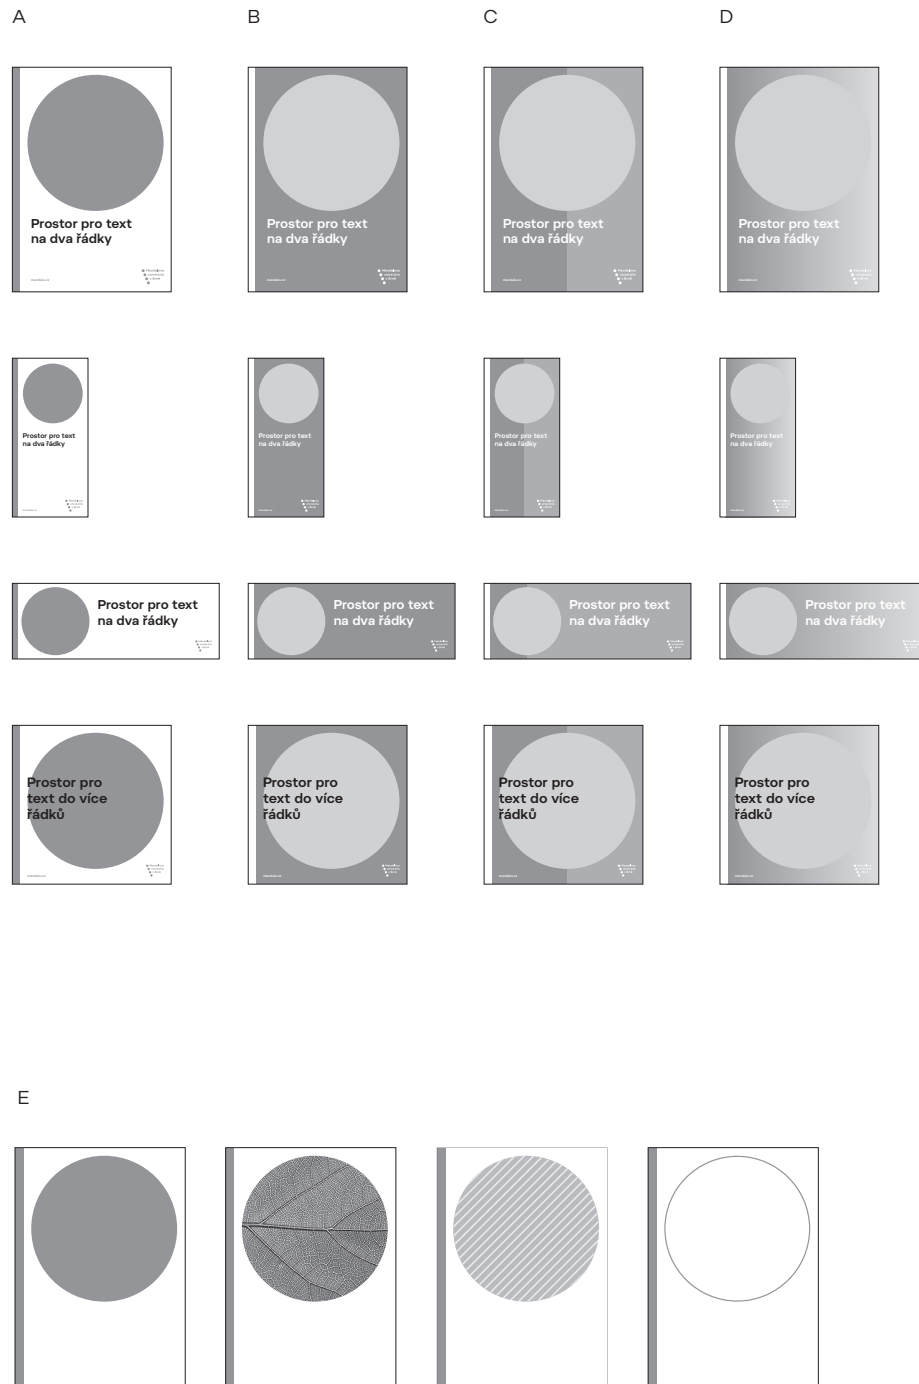 A
B
C
D
Prostor pro text
na dva řádky
Prostor pro text
na dva řádky
Prostor pro text
na dva řádky
Prostor pro text
na dva řádky
Prostor pro text
na dva řádky
Prostor pro text
na dva řádky
Prostor pro text
na dva řádky
Prostor pro text
na dva řádky
Prostor pro text
na dva řádky
Prostor pro text
na dva řádky
Prostor pro text
na dva řádky
Prostor pro text
na dva řádky
Prostor pro
text do více
řádků
Prostor pro
text do více
řádků
Prostor pro
text do více
řádků
Prostor pro
text do více
řádků
E